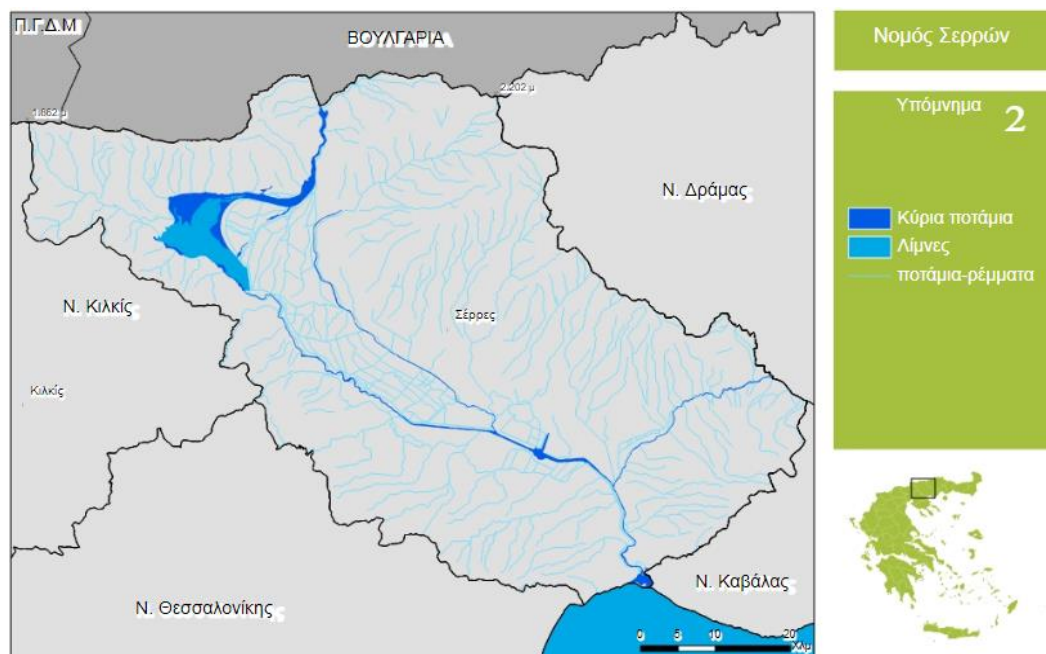 Π.Γ.Δ.Μ
ΒΟΥΛΓΑΡΙΑ
Νομός Σερρών
2.202 μ
1.662 μ
Υπόμνημα 2
Ν. Δράμας
Κύρια ποτάμια
Λίμνες
ποτάμια-ρέμματα
Ν. Κιλκίς
Σέρρες
Κιλκίς
Ν. Καβάλας
Ν. Θεσσαλονίκης
0 5 10 20
Χλμ